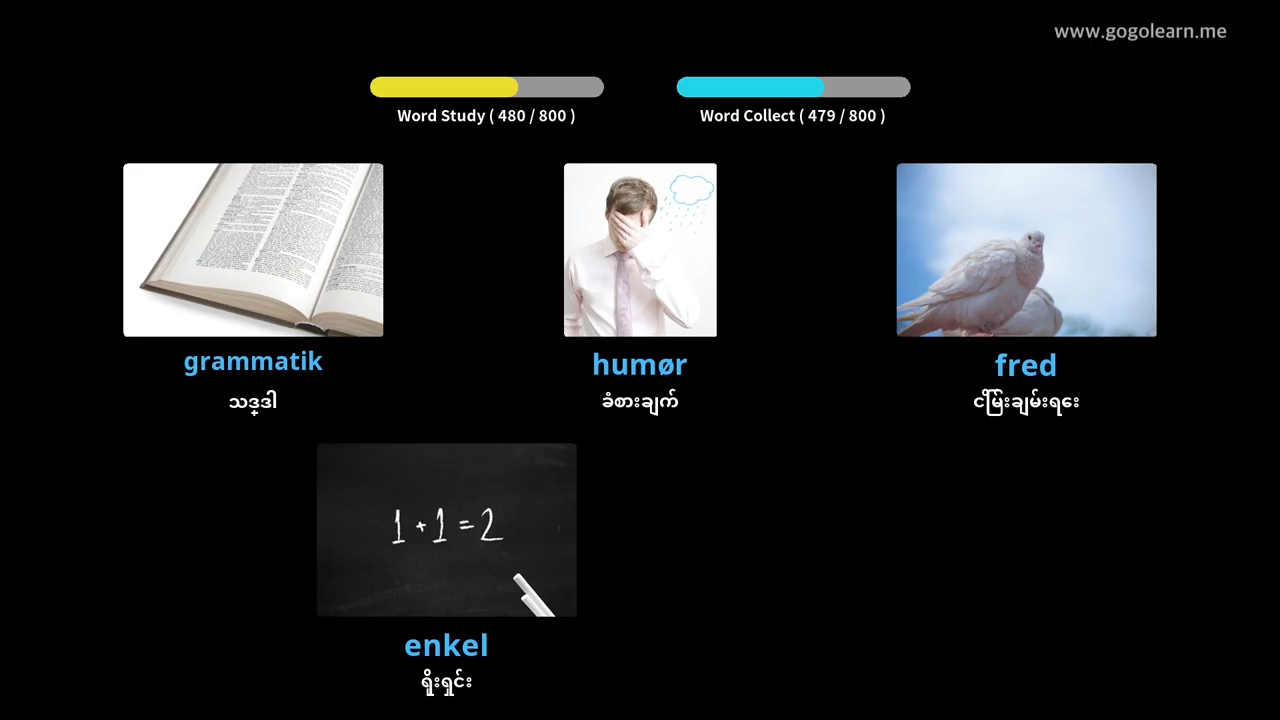 www.gogolearn.me
Word Study ( 480 / 800 )
Word Collect ( 479 / 800 )
grammatik
humør
fred
သဒ္ဒါ
ခံစားချက်
ငြိမ်းချမ်းရေး
1 + 1 = 2
enkel
ရိုးရှင်း